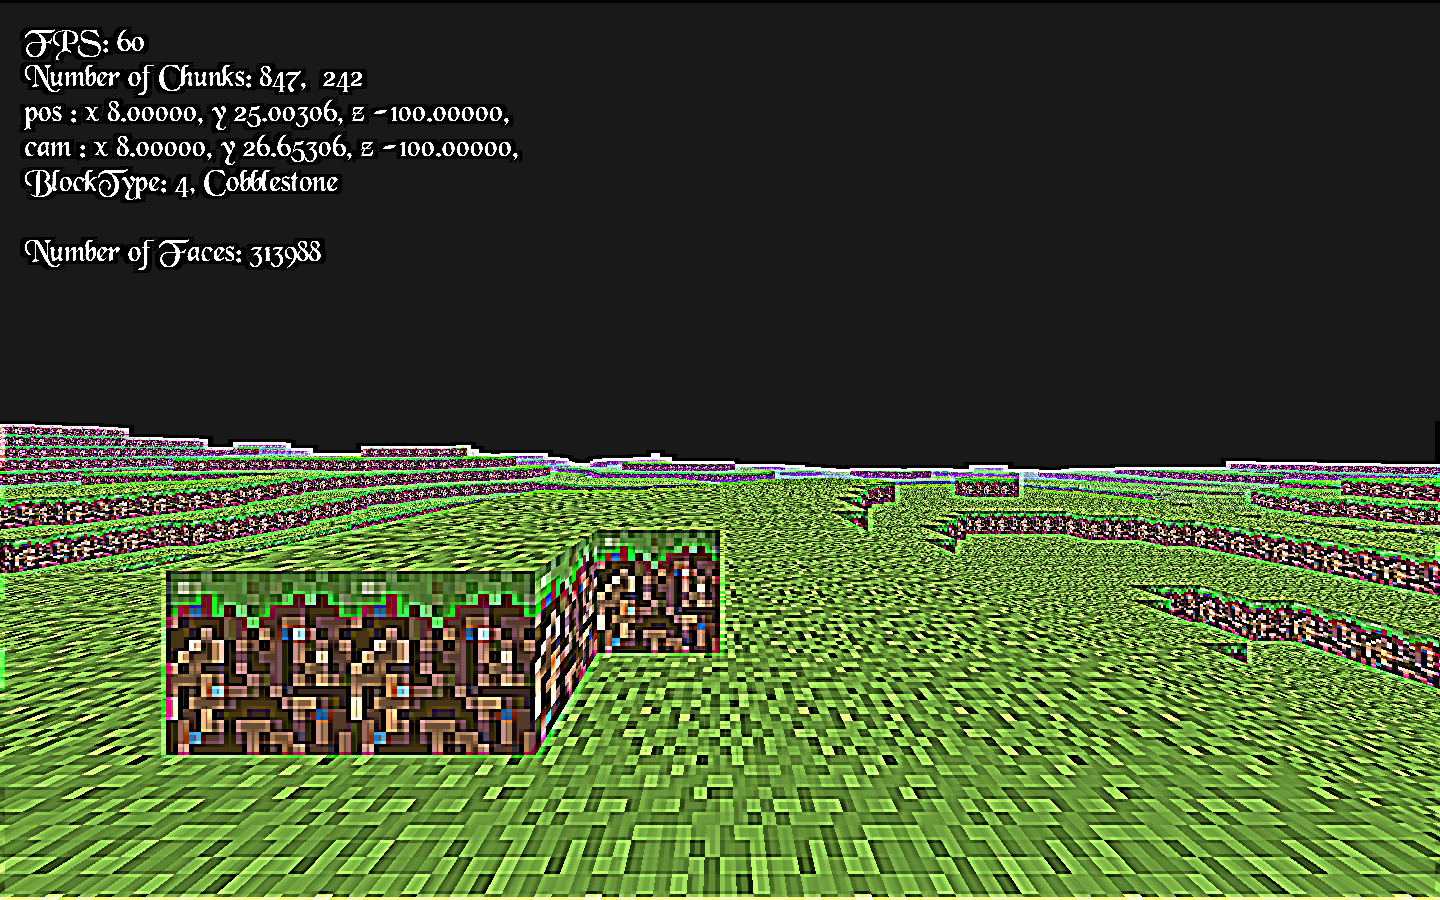 FPS: 60
Number of Chunks: 847, 242
pos : x 8.00000, y 25.00306, z -100.00000,
cam : x 8.00000, y 26.65306, z -100.00000,
BlockType: 4, Cobblestone
Number of Faces: 313988